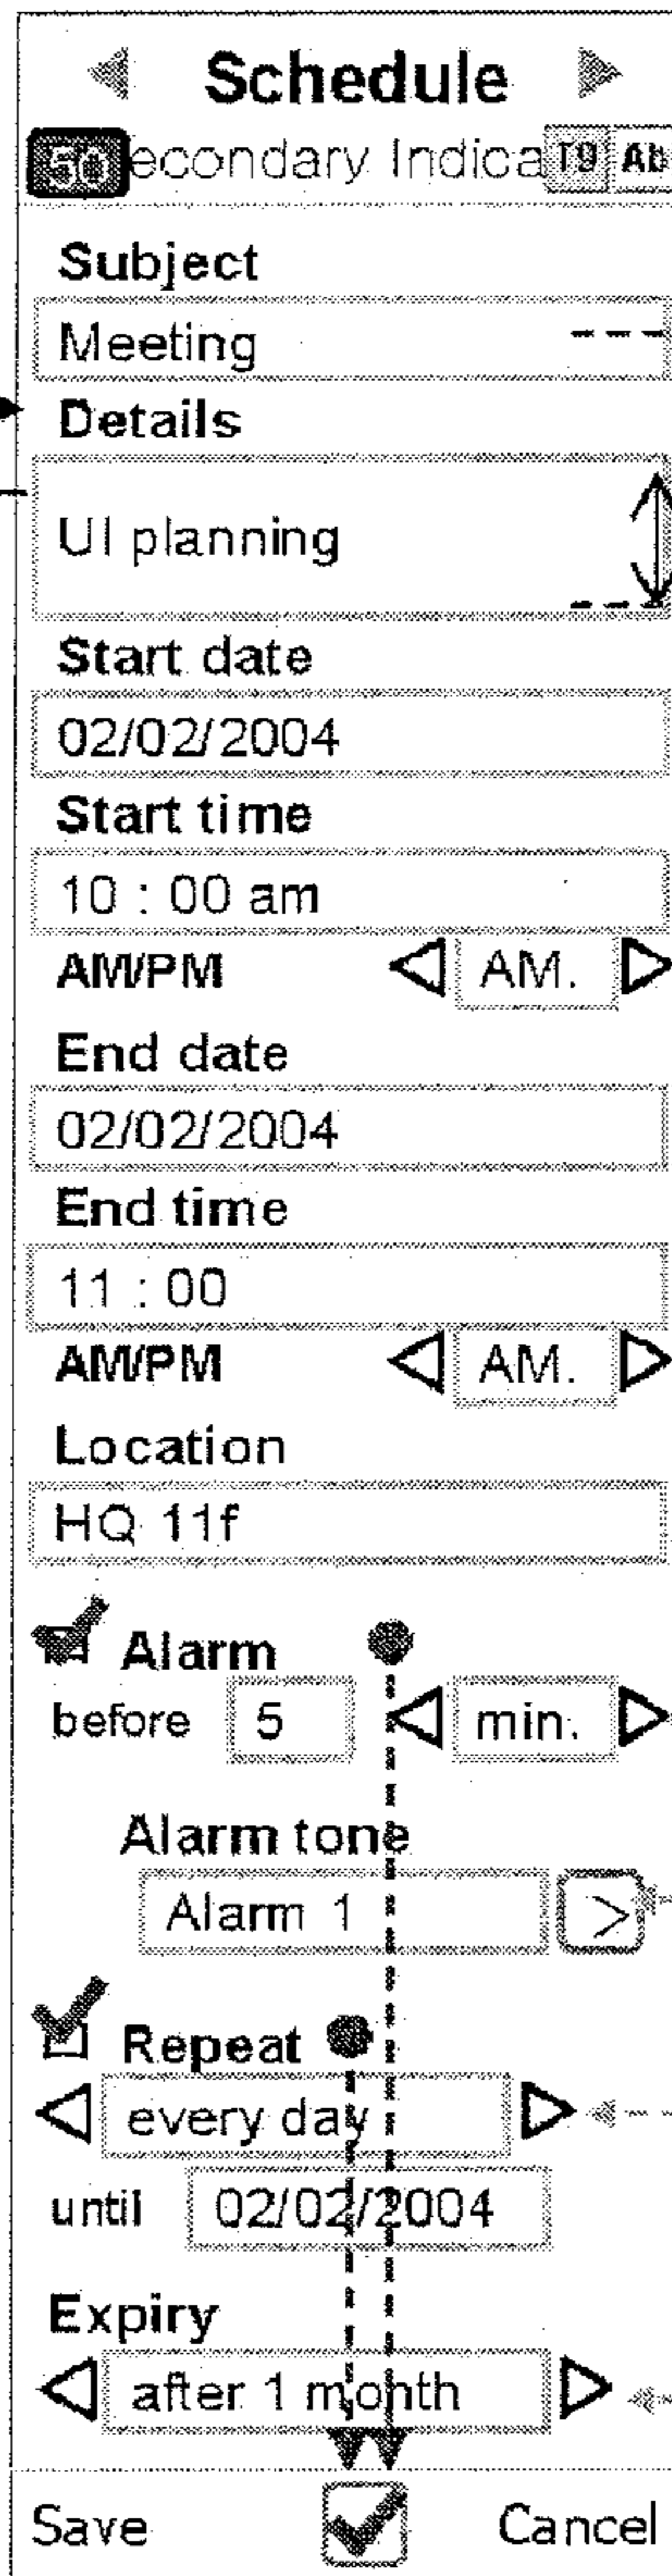 Schedule
50 econdary Indica T9 Ab
Subject
Meeting
Details
UI planning
Start date
02/02/2004
Start time
10 : 00 am
AM/PM AM.
End date
02/02/2004
End time
11 : 00
AM/PM AM.
Location
HQ 11f
Alarm
before 5 min.
Alarm tone
Alarm 1 >
Repeat
every day
until 02/02/2004
Expiry
after 1 month
Save Cancel